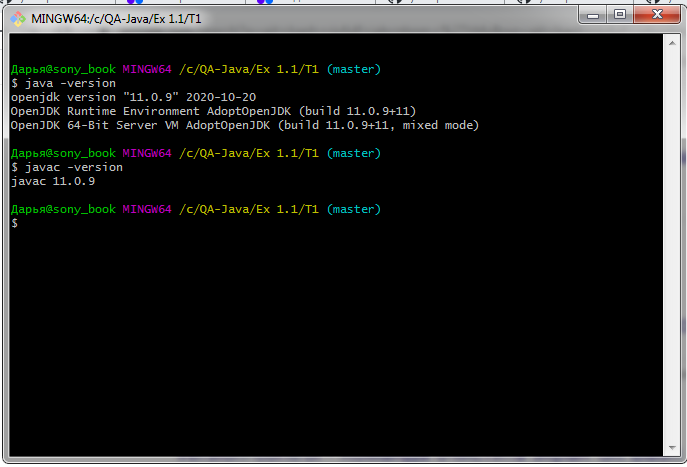 MINGW64:/c/QA-Java/Ex 1.1/T1
Дарья@sony_book MINGW64 /c/QA-Java/Ex 1.1/T1 (master)
$ java -version
openjdk version "11.0.9" 2020-10-20
OpenJDK Runtime Environment AdoptOpenJDK (build 11.0.9+11)
OpenJDK 64-Bit Server VM AdoptOpenJDK (build 11.0.9+11, mixed mode)
Дарья@sony_book MINGW64 /c/QA-Java/Ex 1.1/T1 (master)
$ javac -version
javac 11.0.9
Дарья@sony_book MINGW64 /c/QA-Java/Ex 1.1/T1 (master)
$